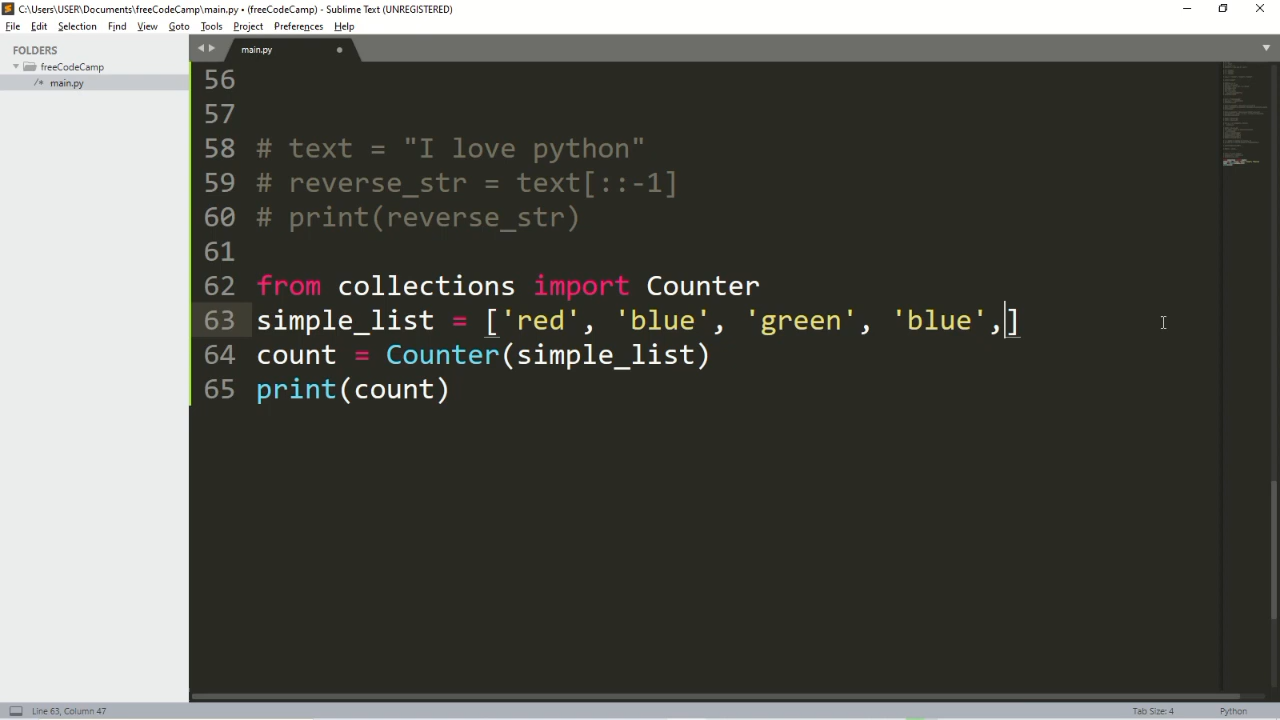 C:\Users\USER\Documents\freeCodeCamp\main.py • (freeCodeCamp) - Sublime Text (UNREGISTERED)
File Edit Selection Find View Goto Tools Project Preferences Help
FOLDERS
freeCodeCamp
/* main.py
main.py
56
57
58 # text = "I love python"
59 # reverse_str = text[::-1]
60 # print(reverse_str)
61
62 from collections import Counter
63 simple_list = ['red', 'blue', 'green', 'blue',]
64 count = Counter(simple_list)
65 print(count)
Line 63, Column 47
Tab Size: 4
Python